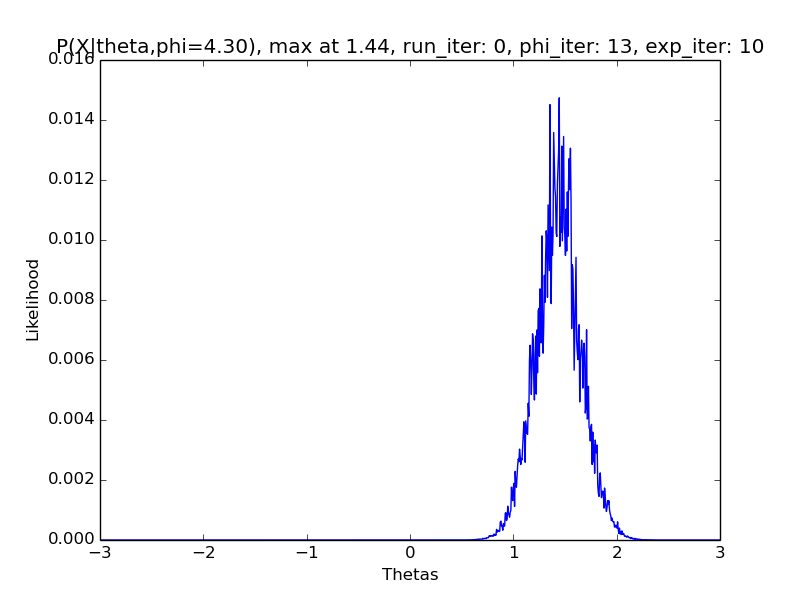 P(X|theta,phi=4.30), max at 1.44, run_iter: 0, phi_iter: 13, exp_iter: 10
0.016
0.014
0.012
0.010
0.008
0.006
0.004
0.002
0.000
Likelihood
−3 −2 −1 0 1 2 3
Thetas